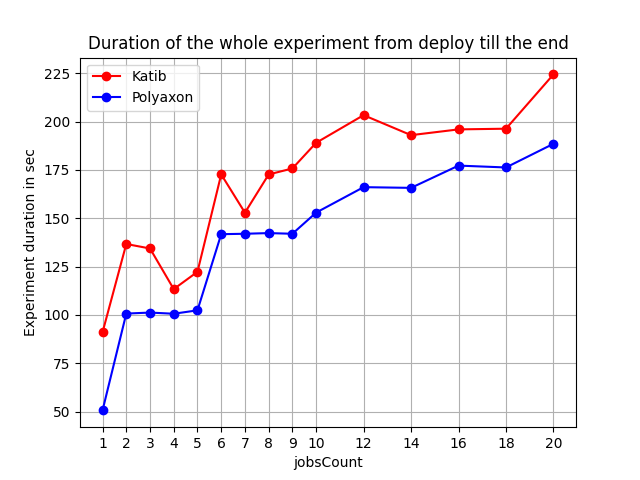 Duration of the whole experiment from deploy till the end
Katib
Polyaxon
225
200
175
150
125
100
75
50
Experiment duration in sec
1 2 3 4 5 6 7 8 9 10 12 14 16 18 20
jobsCount